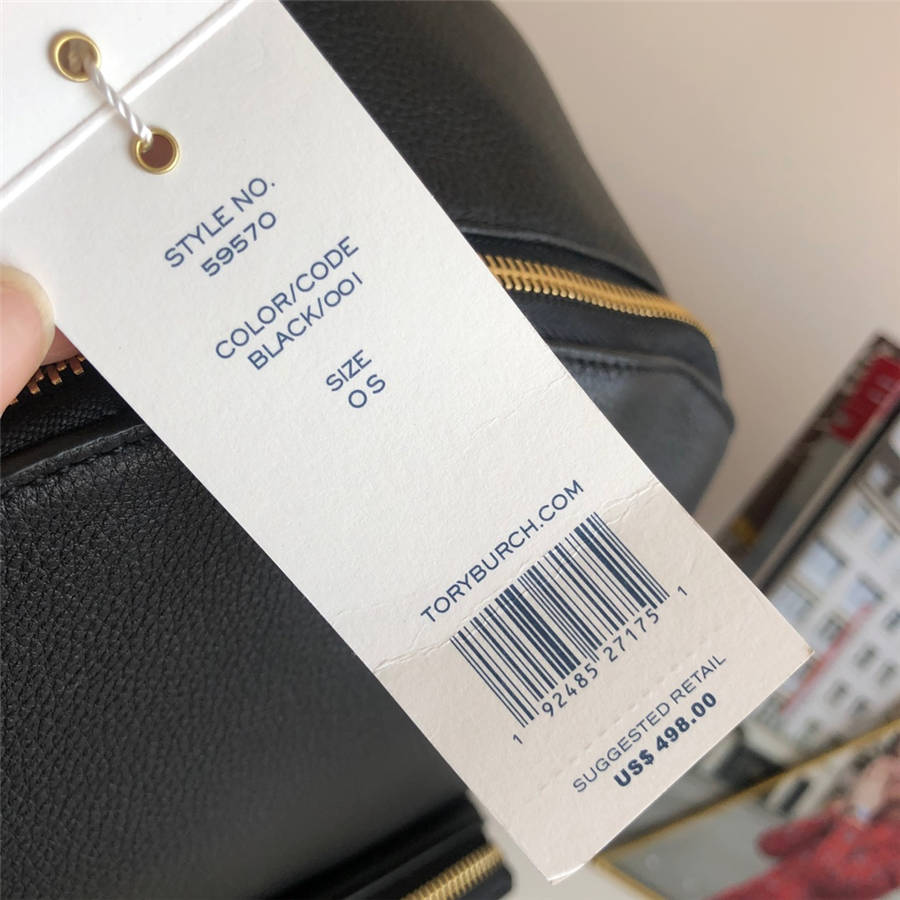 STYLE NO.
59570
COLOR/CODE
BLACK/001
SIZE
OS
TORYBURCH.COM
1 92485 27175 1
SUGGESTED RETAIL
US$ 498.00